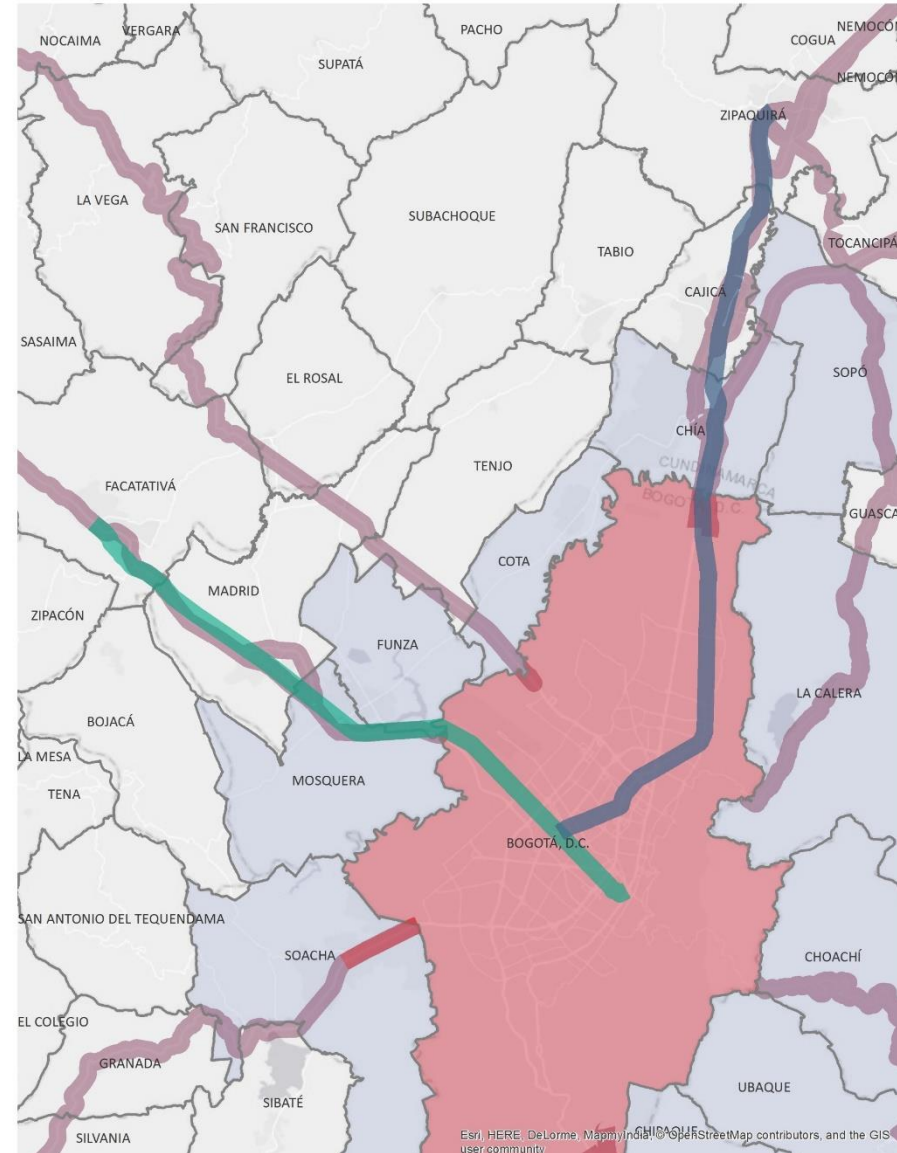 NOCAIMA
VERGARA
PACHO
NEMOCÓN
COGUA
SUPATÁ
NEMOCÓN
ZIPAQUIRÁ
LA VEGA
SAN FRANCISCO
SUBACHOQUE
TABIO
TOCANCIPÁ
CAJICÁ
SASAIMA
EL ROSAL
SOPÓ
CHÍA
CUNDINAMARCA
BOGOTÁ, D.C.
TENJO
FACATATIVÁ
GUASCA
COTA
MADRID
ZIPACÓN
FUNZA
LA CALERA
BOJACÁ
LA MESA
MOSQUERA
TENA
BOGOTÁ, D.C.
SAN ANTONIO DEL TEQUENDAMA
SOACHA
CHOACHÍ
EL COLEGIO
GRANADA
UBAQUE
SIBATÉ
SILVANIA
CHIPAQUE
Esri, HERE, DeLorme, MapmyIndia, © OpenStreetMap contributors, and the GIS
user community